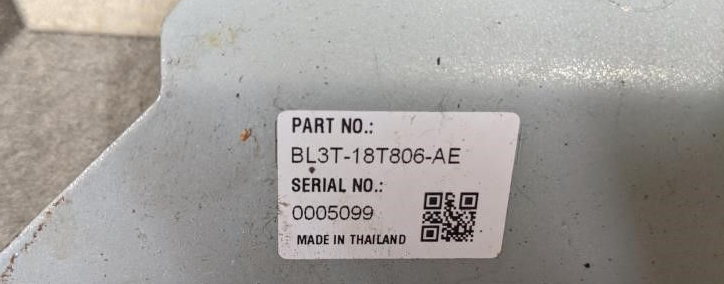 PART NO.:
BL3T-18T806-AE
SERIAL NO.:
0005099
MADE IN THAILAND